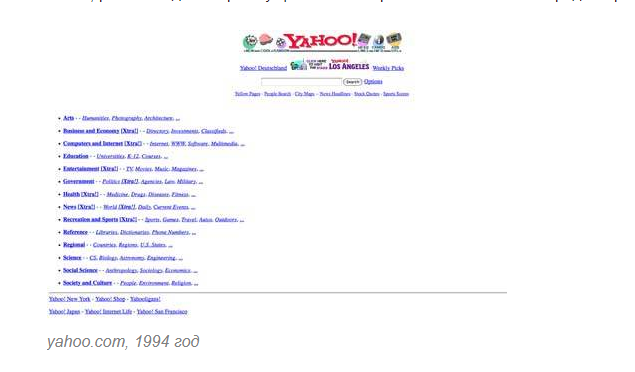 YAHOO!
Yahoo! Deutschland Yahoo! LOS ANGELES Weekly Picks
Search Options
Yellow Pages - People Search - City Maps -- News Headlines - Stock Quotes - Sports Scores
• Arts - - Humanities, Photography, Architecture, ...
• Business and Economy [Xtra!] - - Directory, Investments, Classifieds, ...
• Computers and Internet [Xtra!] - - Internet, WWW, Software, Multimedia, ...
• Education - - Universities, K-12, Courses, ...
• Entertainment [Xtra!] - - TV, Movies, Music, Magazines, ...
• Government - - Politics [Xtra!], Agencies, Law, Military, ...
• Health [Xtra!] - - Medicine, Drugs, Diseases, Fitness, ...
• News [Xtra!] - - World [Xtra!], Daily, Current Events, ...
• Recreation and Sports [Xtra!] - - Sports, Games, Travel, Autos, Outdoors, ...
• Reference - - Libraries, Dictionaries, Phone Numbers, ...
• Regional - - Countries, Regions, U.S. States, ...
• Science - - CS, Biology, Astronomy, Engineering, ...
• Social Science - - Anthropology, Sociology, Economics, ...
• Society and Culture - - People, Environment, Religion, ...
Yahoo! New York - Yahoo! Shop - Yahooligans!
Yahoo! Japan - Yahoo! Internet Life - Yahoo! San Francisco
yahoo.com, 1994 год